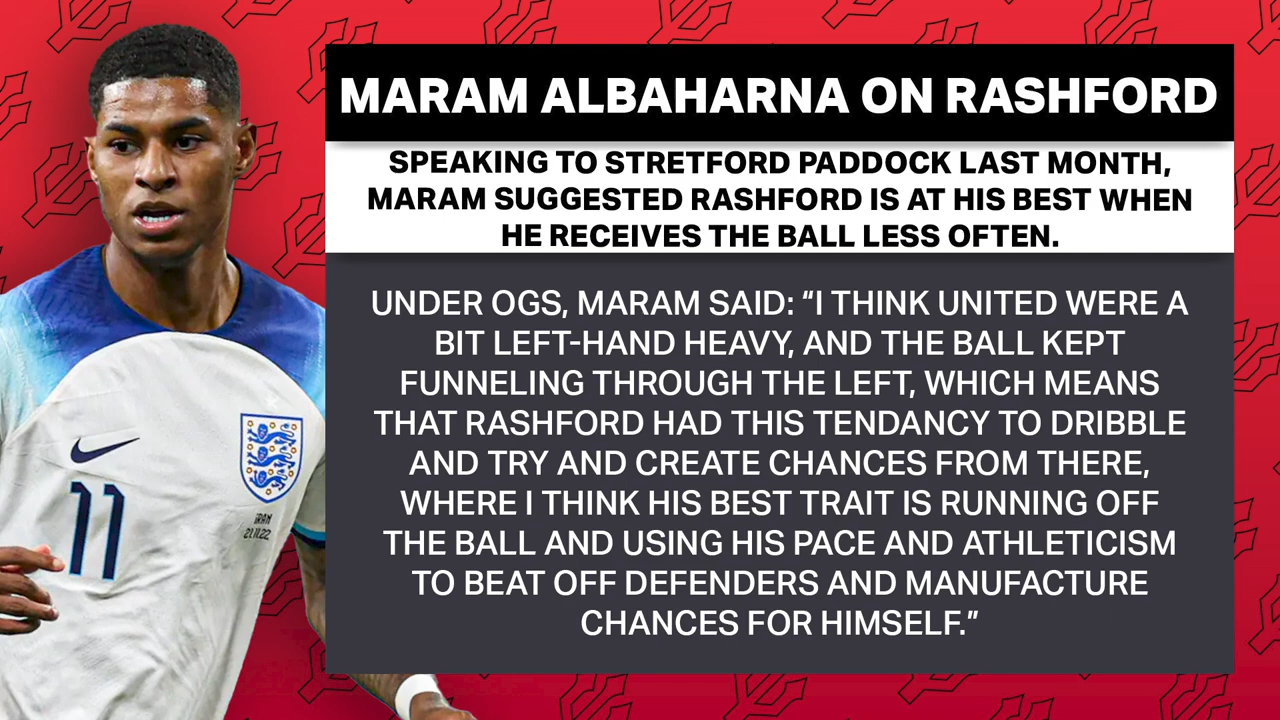 MARAM ALBAHARNA ON RASHFORD
SPEAKING TO STRETFORD PADDOCK LAST MONTH,
MARAM SUGGESTED RASHFORD IS AT HIS BEST WHEN
HE RECEIVES THE BALL LESS OFTEN.
UNDER OGS, MARAM SAID: “I THINK UNITED WERE A
BIT LEFT-HAND HEAVY, AND THE BALL KEPT
FUNNELING THROUGH THE LEFT, WHICH MEANS
THAT RASHFORD HAD THIS TENDANCY TO DRIBBLE
AND TRY AND CREATE CHANCES FROM THERE,
WHERE I THINK HIS BEST TRAIT IS RUNNING OFF
THE BALL AND USING HIS PACE AND ATHLETICISM
TO BEAT OFF DEFENDERS AND MANUFACTURE
CHANCES FOR HIMSELF.”
11
IRAN
21.11.22